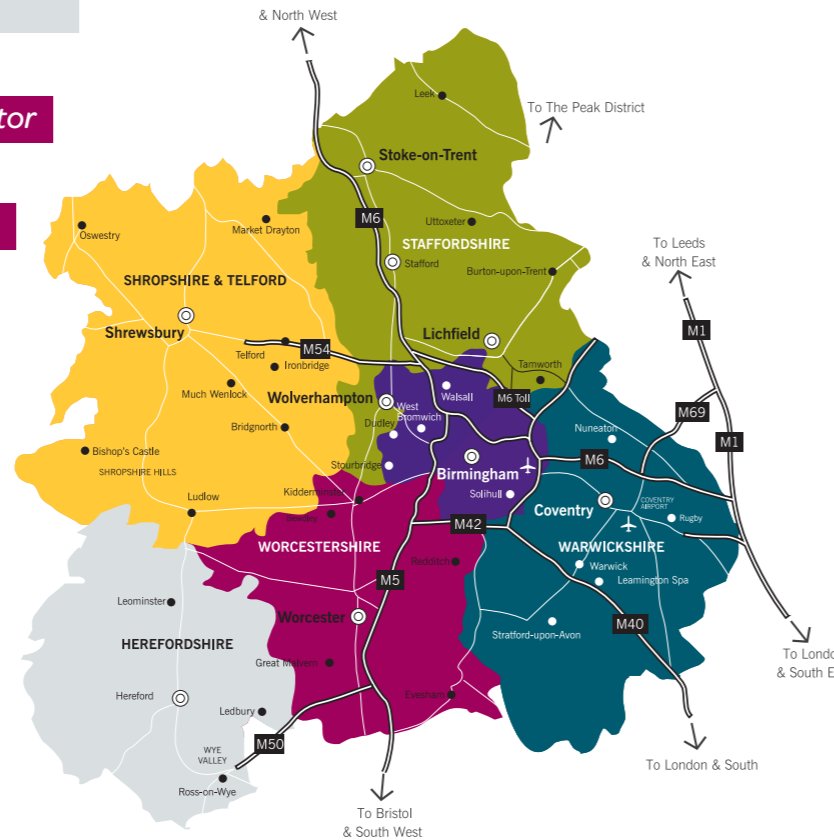 & North West
tor
To The Peak District
Leek
Stoke-on-Trent
M6
Uttoxeter
STAFFORDSHIRE
Stafford
Burton-upon-Trent
To Leeds
& North East
M1
Oswestry
Market Drayton
SHROPSHIRE & TELFORD
Shrewsbury
Lichfield
Telford
M54
Ironbridge
Tamworth
Much Wenlock
Wolverhampton
Walsall
M6 Toll
M69
West
Bromwich
Dudley
Bridgnorth
Nuneaton
M1
Bishop's Castle
SHROPSHIRE HILLS
Stourbridge
Birmingham
M6
Solihull
Ludlow
Kidderminster
Bewdley
Coventry
COVENTRY
AIRPORT
Rugby
M42
WORCESTERSHIRE
WARWICKSHIRE
Redditch
M5
Warwick
Leamington Spa
Leominster
Worcester
M40
HEREFORDSHIRE
Stratford-upon-Avon
Great Malvern
To Londo
& South E
Hereford
Evesham
Ledbury
M50
WYE
VALLEY
Ross-on-Wye
To London & South
To Bristol
& South West